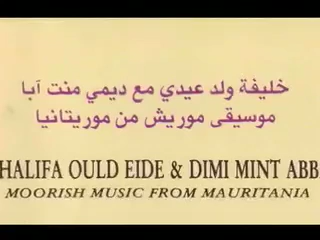 خليفة ولد عيدي مع ديمي منت آبا
موسيقى موريش من موريتانيا
HALIFA OULD EIDE & DIMI MINT ABB
MOORISH MUSIC FROM MAURITANIA